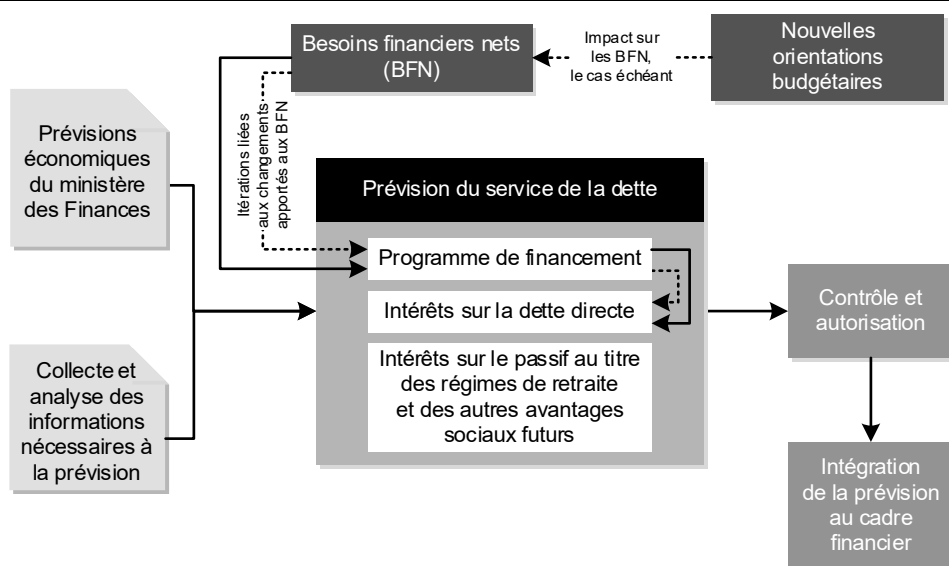 Besoins financiers nets
(BFN)
Impact sur
les BFN,
le cas échéant
Nouvelles
orientations
budgétaires
Prévisions
économiques
du ministère
des Finances
Itérations liées
aux changements
apportés aux BFN
Prévision du service de la dette
Programme de financement
Intérêts sur la dette directe
Intérêts sur le passif au titre
des régimes de retraite
et des autres avantages
sociaux futurs
Collecte et
analyse des
informations
nécessaires à
la prévision
Contrôle et
autorisation
Intégration
de la prévision
au cadre
financier